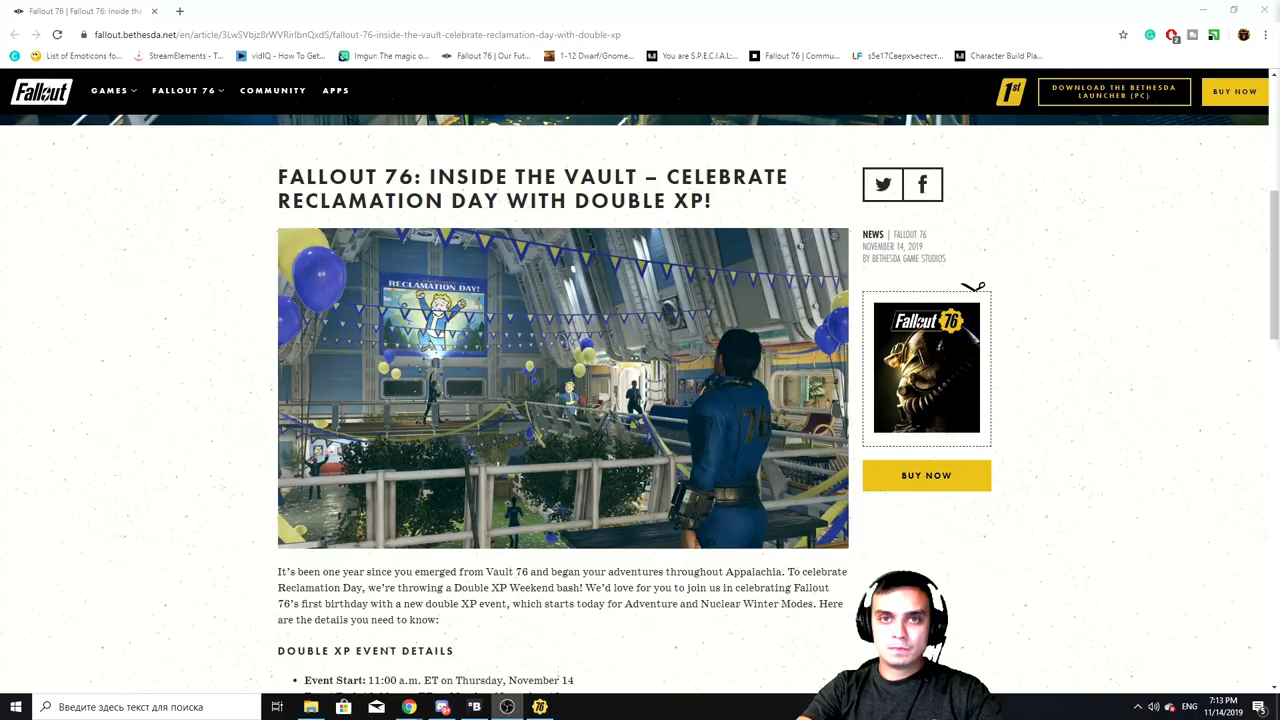 Fallout 76 | Fallout 76: Inside the
fallout.bethesda.net/en/article/3LwSVbjz8rWVRirIbnQxdS/fallout-76-inside-the-vault-celebrate-reclamation-day-with-double-xp
List of Emoticons fo... StreamElements - T... vidIQ - How To Get... Imgur: The magic o... Fallout 76 | Our Fut... 1-12 Dwarf/Gnome... You are S.P.E.C.I.A.L:... Fallout 76 | Commu... s5e17Сверхъестест... Character Build Pla...
Fallout GAMES FALLOUT 76 COMMUNITY APPS 1st DOWNLOAD THE BETHESDA LAUNCHER (PC) BUY NOW
FALLOUT 76: INSIDE THE VAULT – CELEBRATE
RECLAMATION DAY WITH DOUBLE XP!
NEWS | FALLOUT 76
NOVEMBER 14, 2019
BY BETHESDA GAME STUDIOS
RECLAMATION DAY!
76
Fallout 76
BUY NOW
It's been one year since you emerged from Vault 76 and began your adventures throughout Appalachia. To celebrate
Reclamation Day, we're throwing a Double XP Weekend bash! We'd love for you to join us in celebrating Fallout
76's first birthday with a new double XP event, which starts today for Adventure and Nuclear Winter Modes. Here
are the details you need to know:
DOUBLE XP EVENT DETAILS
• Event Start: 11:00 a.m. ET on Thursday, November 14
Введите здесь текст для поиска
ENG
7:13 PM
11/14/2019